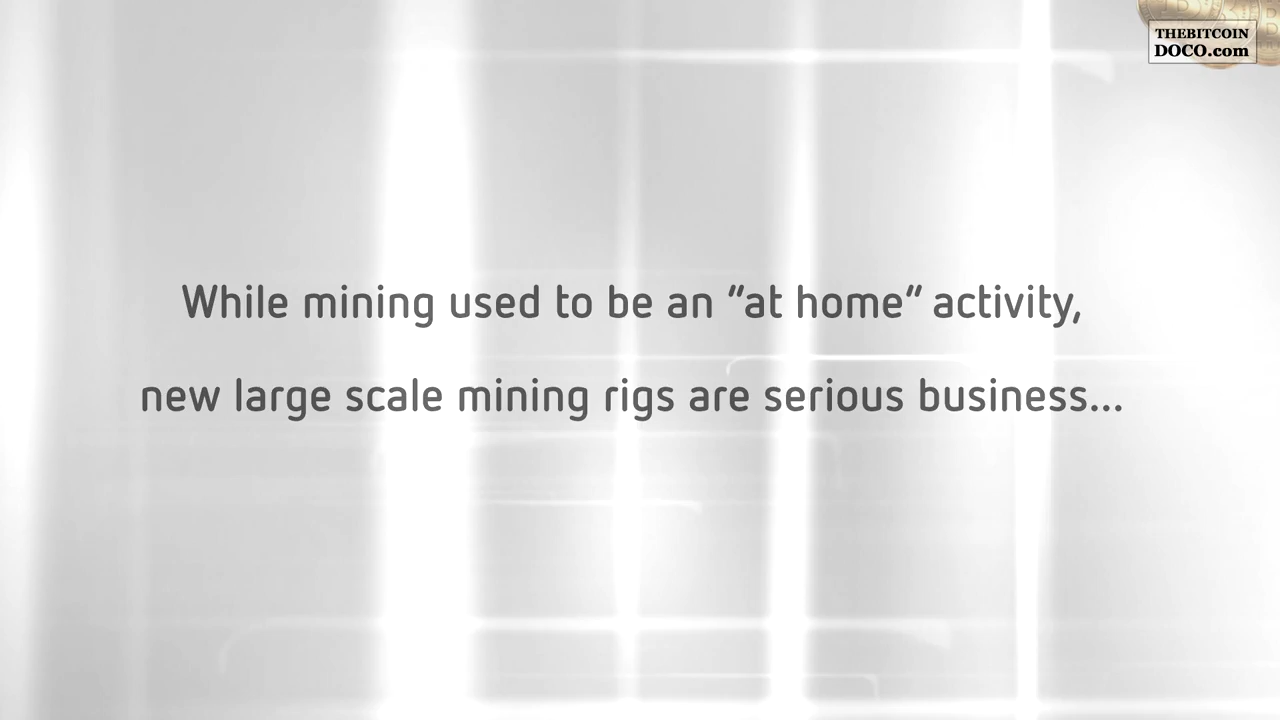 THEBITCOIN
DOCO.com
While mining used to be an “at home” activity,
new large scale mining rigs are serious business...